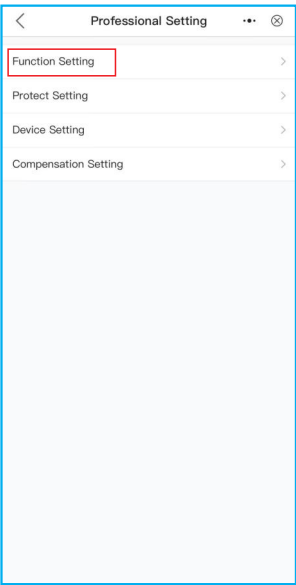 Professional Setting
Function Setting
Protect Setting
Device Setting
Compensation Setting